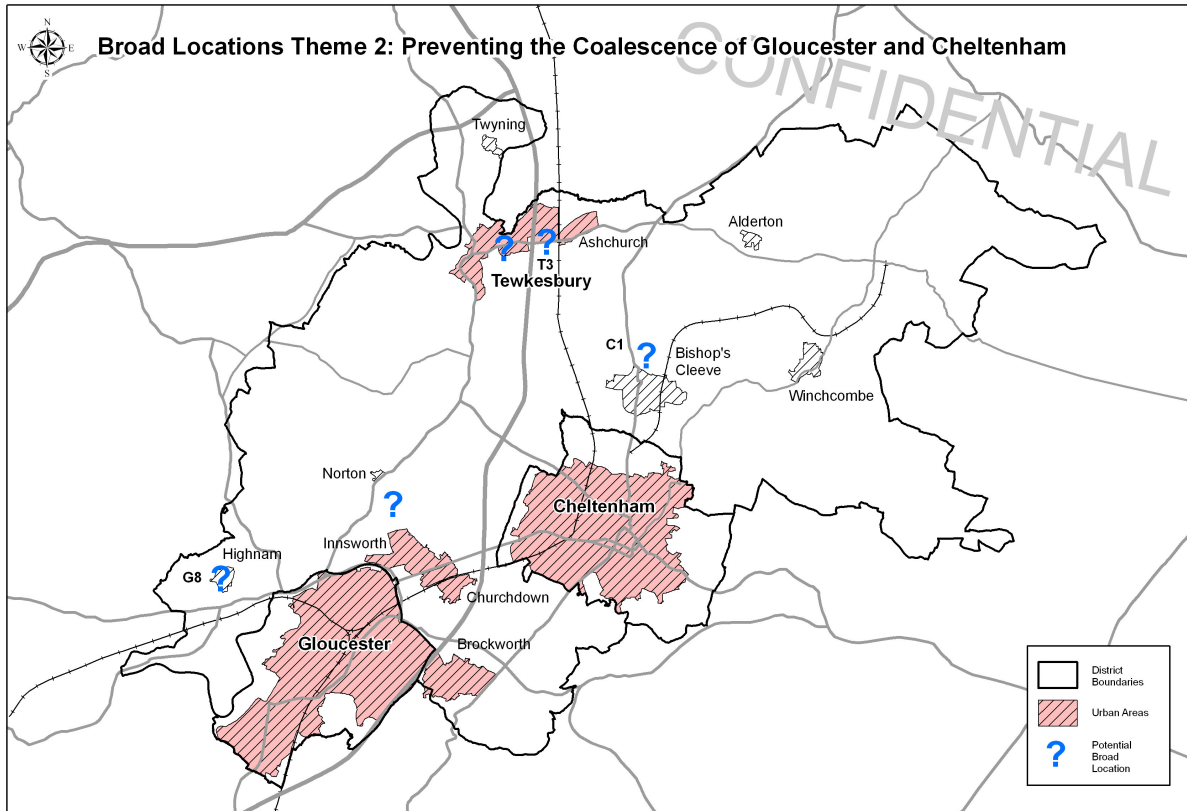 N
W
E
S
Broad Locations Theme 2: Preventing the Coalescence of Gloucester and Cheltenham
CONFIDENTIAL
Twyning
Alderton
Ashchurch
T3
Tewkesbury
C1
Bishop's
Cleeve
Winchcombe
Norton
Cheltenham
Innsworth
Highnam
G8
Churchdown
Gloucester
Brockworth
District
Boundaries
Urban Areas
Potential
Broad
Location
?
?
?
?
?
?